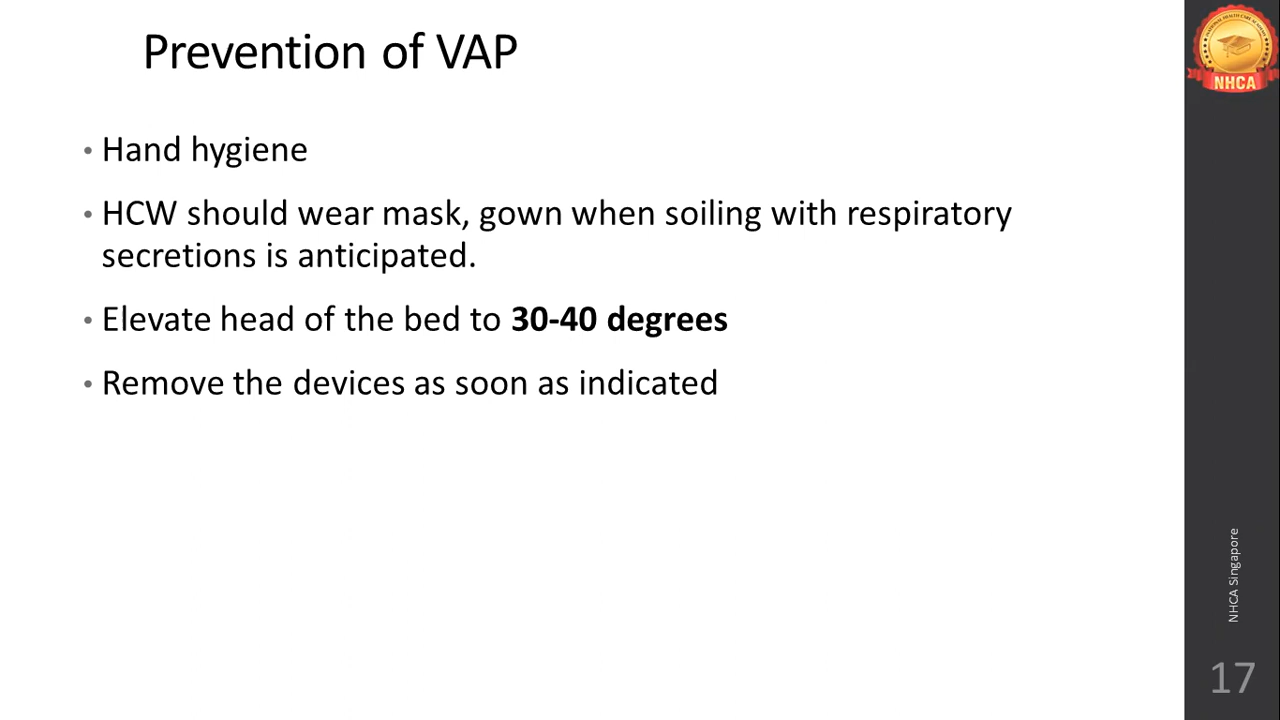 Prevention of VAP
• Hand hygiene
• HCW should wear mask, gown when soiling with respiratory
secretions is anticipated.
• Elevate head of the bed to 30-40 degrees
• Remove the devices as soon as indicated
NHCA
NHCA Singapore
17